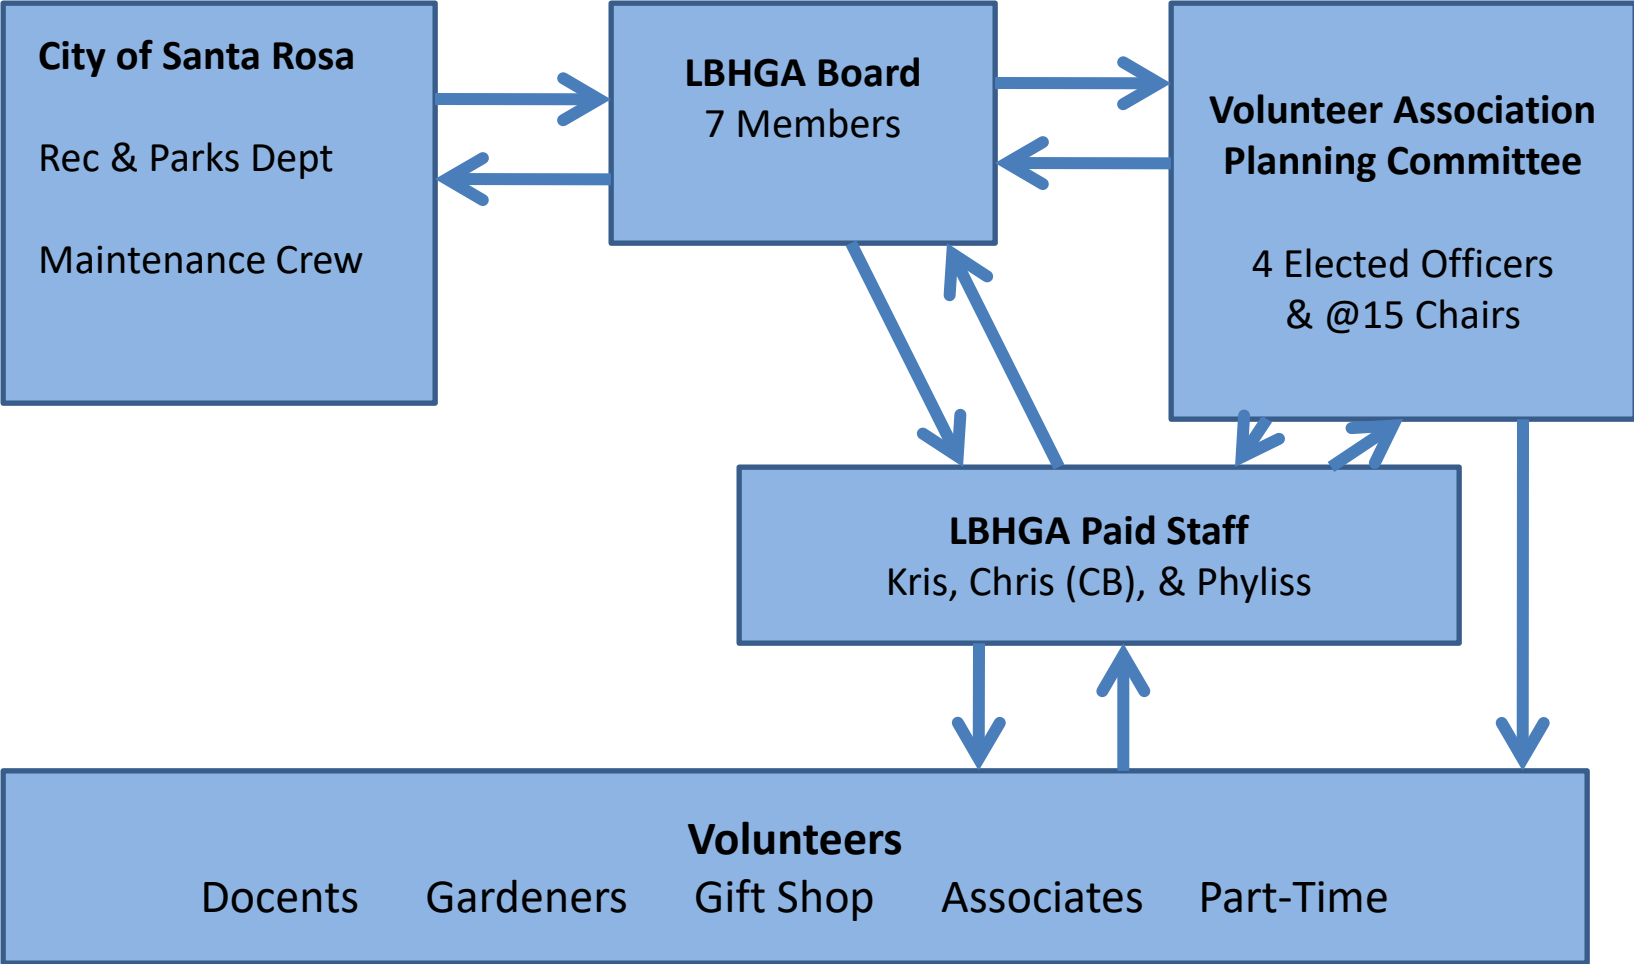 City of Santa Rosa
Rec & Parks Dept
Maintenance Crew
LBHGA Board
7 Members
Volunteer Association
Planning Committee
4 Elected Officers
& @15 Chairs
LBHGA Paid Staff
Kris, Chris (CB), & Phyliss
Volunteers
Docents Gardeners Gift Shop Associates Part-Time